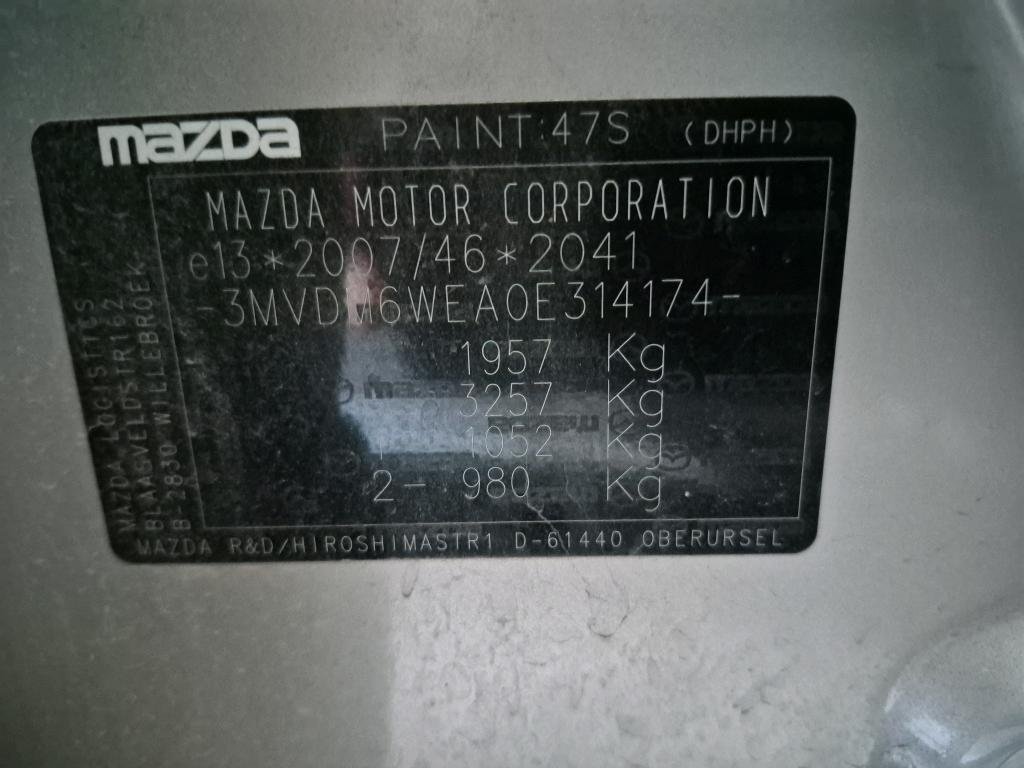 mazda PAINT:47S (DHPH)
MAZDA MOTOR CORPORATION
e13*2007/46*2041
-3MVDM6WEA0E314174-
1957 Kg
3257 Kg
1- 1052 Kg
2- 980 Kg
MAZDA LOGISTICS
BLAASVELDSTR162
B-2830 WILLEBROEK
MAZDA R&D/HIROSHIMASTR1 D-61440 OBERURSEL